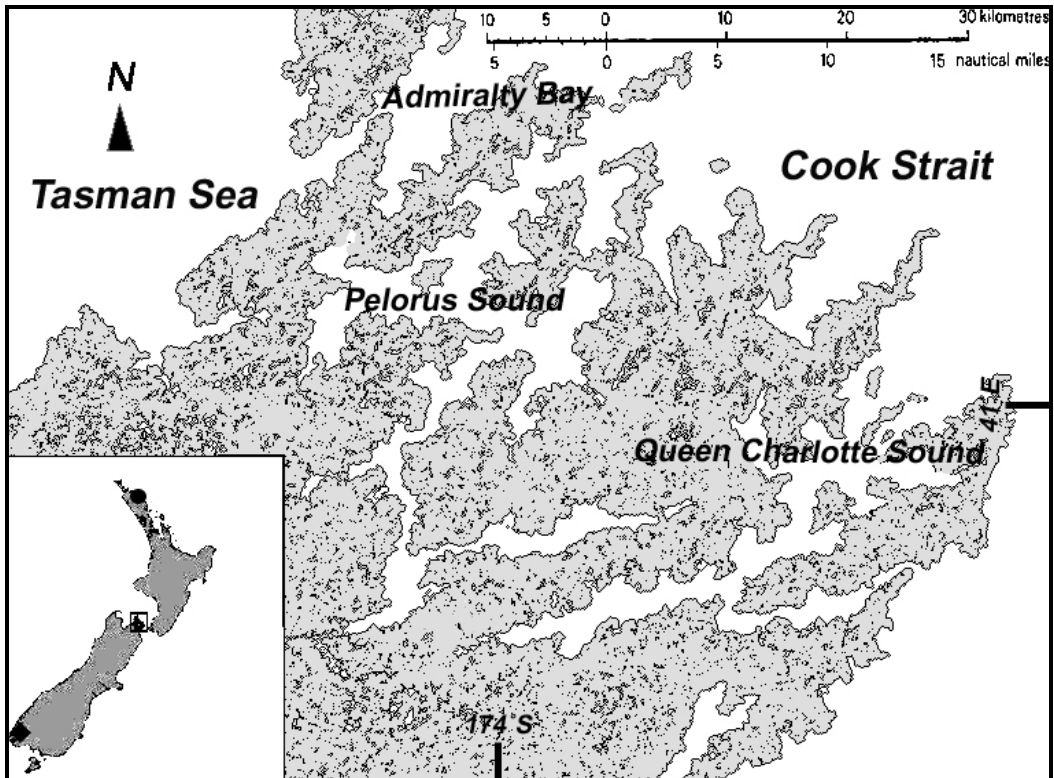 10 5 0 10 20 30 kilometres
5 0 5 10 15 nautical miles
N
Admiralty Bay
Cook Strait
Tasman Sea
Pelorus Sound
41 E
Queen Charlotte Sound
174 S